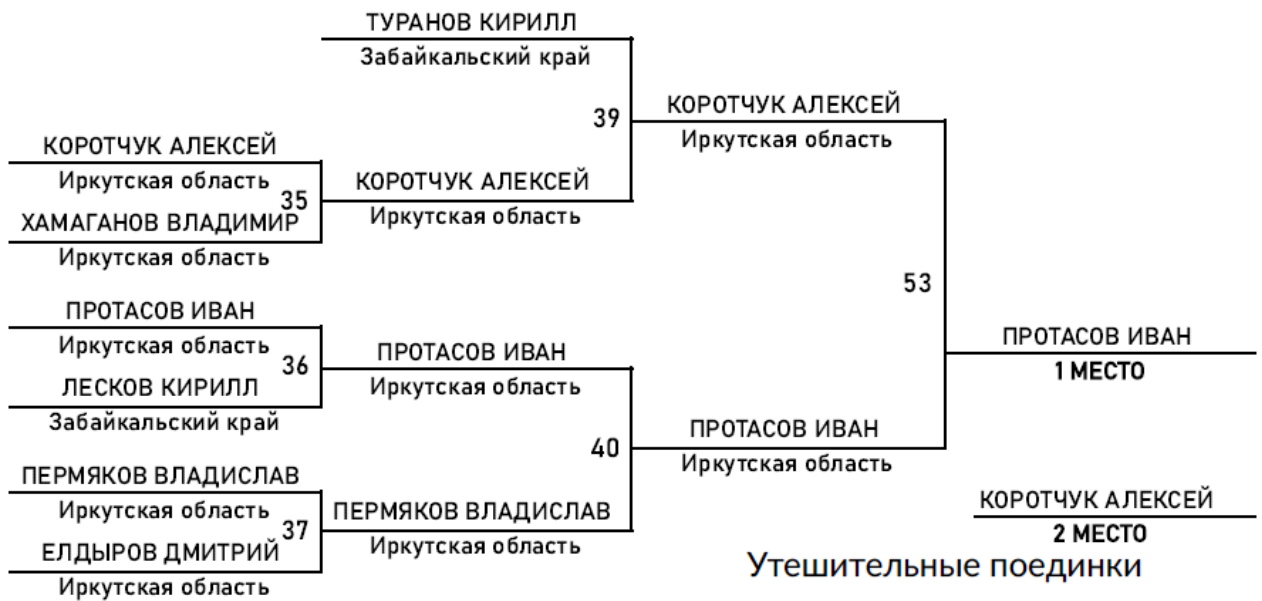 ТУРАНОВ КИРИЛЛ
Забайкальский край
39
КОРОТЧУК АЛЕКСЕЙ
Иркутская область
КОРОТЧУК АЛЕКСЕЙ
Иркутская область
35
ХАМАГАНОВ ВЛАДИМИР
Иркутская область
КОРОТЧУК АЛЕКСЕЙ
Иркутская область
53
ПРОТАСОВ ИВАН
Иркутская область
36
ЛЕСКОВ КИРИЛЛ
Забайкальский край
ПРОТАСОВ ИВАН
Иркутская область
ПРОТАСОВ ИВАН
1 МЕСТО
40
ПРОТАСОВ ИВАН
Иркутская область
ПЕРМЯКОВ ВЛАДИСЛАВ
Иркутская область
37
ЕЛДЫРОВ ДМИТРИЙ
Иркутская область
ПЕРМЯКОВ ВЛАДИСЛАВ
Иркутская область
КОРОТЧУК АЛЕКСЕЙ
2 МЕСТО
Утешительные поединки